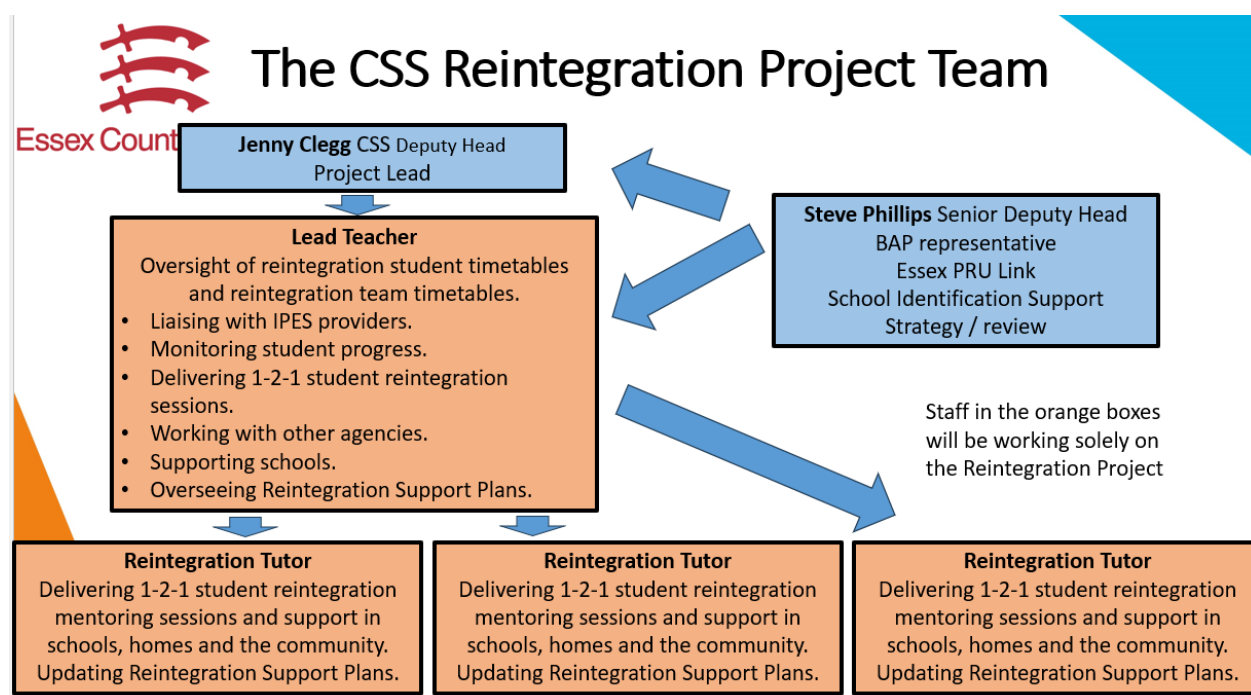 The CSS Reintegration Project Team
Essex Count
Jenny Clegg CSS Deputy Head
Project Lead
Steve Phillips Senior Deputy Head
BAP representative
Essex PRU Link
School Identification Support
Strategy / review
Lead Teacher
Oversight of reintegration student timetables
and reintegration team timetables.
• Liaising with IPES providers.
• Monitoring student progress.
• Delivering 1-2-1 student reintegration
sessions.
• Working with other agencies.
• Supporting schools.
• Overseeing Reintegration Support Plans.
Staff in the orange boxes
will be working solely on
the Reintegration Project
Reintegration Tutor
Delivering 1-2-1 student reintegration
mentoring sessions and support in
schools, homes and the community.
Updating Reintegration Support Plans.
Reintegration Tutor
Delivering 1-2-1 student reintegration
mentoring sessions and support in
schools, homes and the community.
Updating Reintegration Support Plans.
Reintegration Tutor
Delivering 1-2-1 student reintegration
mentoring sessions and support in
schools, homes and the community.
Updating Reintegration Support Plans.